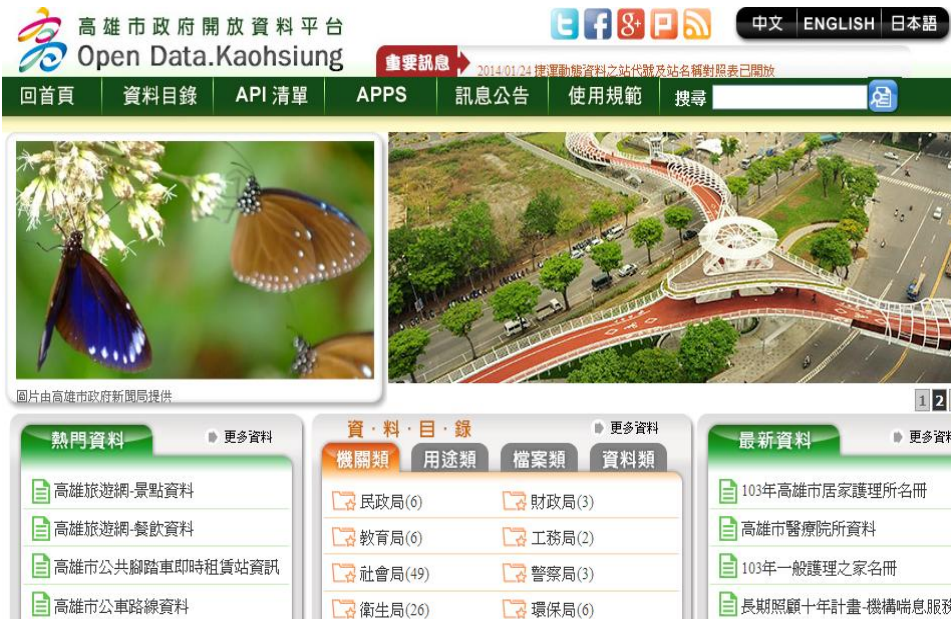 高雄市政府開放資料平台
Open Data.Kaohsiung
中文 ENGLISH 日本語
重要訊息
2014/01/24 捷運動態資料之站代號及站名稱對照表已開放
回首頁 資料目錄 API 清單 APPS 訊息公告 使用規範 搜尋
圖片由高雄市政府新聞局提供
1 2
熱門資料 更多資料
高雄旅遊網-景點資料
高雄旅遊網-餐飲資料
高雄市公共腳踏車即時租賃站資訊
高雄市公車路線資料
資·料·目·錄 更多資料
機關類 用途類 檔案類 資料類
民政局(6) 財政局(3)
教育局(6) 工務局(2)
社會局(49) 警察局(3)
衛生局(26) 環保局(6)
最新資料 更多資料
103年高雄市居家護理所名冊
高雄市醫療院所資料
103年一般護理之家名冊
長期照顧十年計畫-機構喘息服務